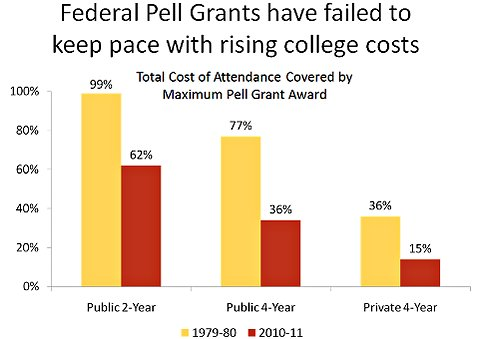 Federal Pell Grants have failed to
keep pace with rising college costs
Total Cost of Attendance Covered by
Maximum Pell Grant Award
100%
80%
60%
40%
20%
0%
99%
62%
77%
36%
36%
15%
Public 2-Year
Public 4-Year
Private 4-Year
1979-80
2010-11